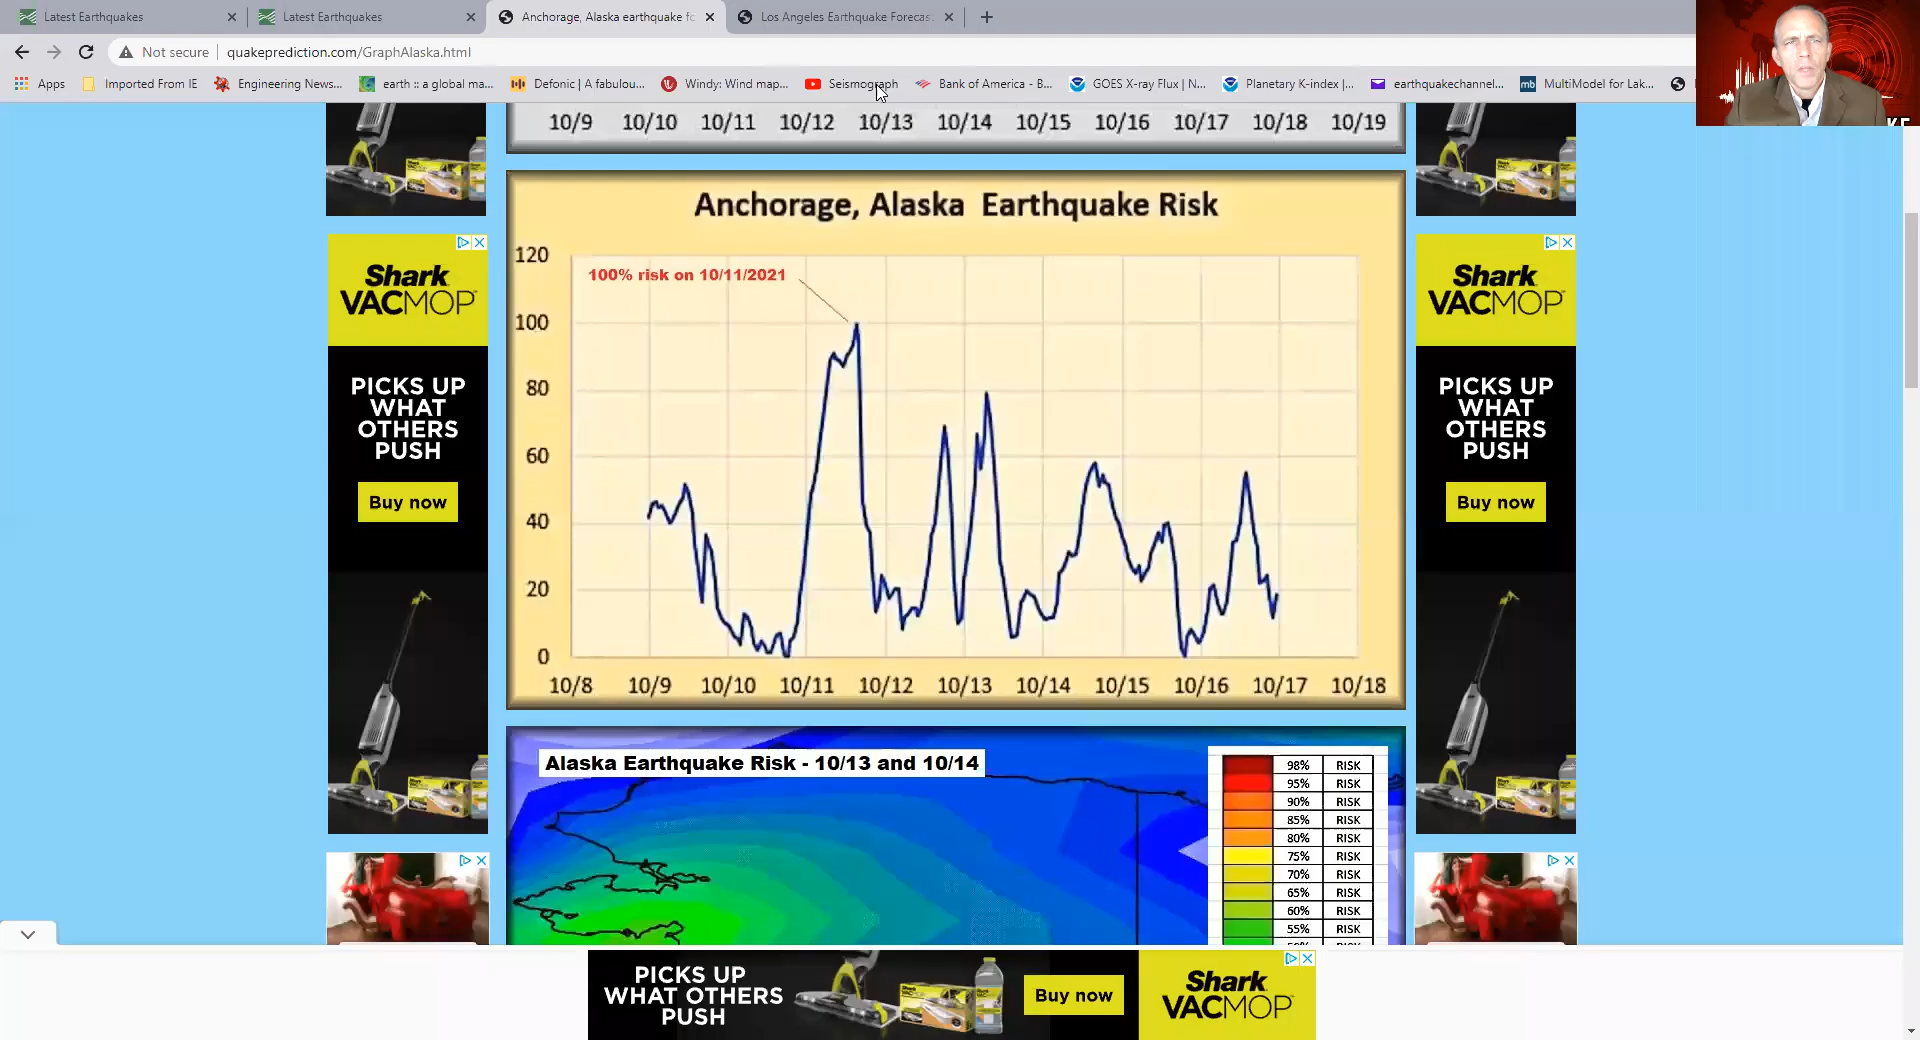 Latest Earthquakes
Latest Earthquakes
Anchorage, Alaska earthquake fo
Los Angeles Earthquake Forecas
Not secure
quakeprediction.com/GraphAlaska.html
Apps
Imported From IE
Engineering News...
earth :: a global ma...
Defonic | A fabulou...
Windy: Wind map...
Seismograph
Bank of America - B...
GOES X-ray Flux | N...
Planetary K-index |...
earthquakechannel...
mb
MultiModel for Lak...
KE
10/9 10/10 10/11 10/12 10/13 10/14 10/15 10/16 10/17 10/18 10/19
Anchorage, Alaska Earthquake Risk
100% risk on 10/11/2021
120
100
80
60
40
20
0
10/8 10/9 10/10 10/11 10/12 10/13 10/14 10/15 10/16 10/17 10/18
Shark
VACMOP
PICKS UP
WHAT
OTHERS
PUSH
Buy now
Shark
VACMOP
PICKS UP
WHAT
OTHERS
PUSH
Buy now
Alaska Earthquake Risk - 10/13 and 10/14
98% RISK
95% RISK
90% RISK
85% RISK
80% RISK
75% RISK
70% RISK
65% RISK
60% RISK
55% RISK
PICKS UP
WHAT OTHERS
PUSH
Buy now
Shark
VACMOP